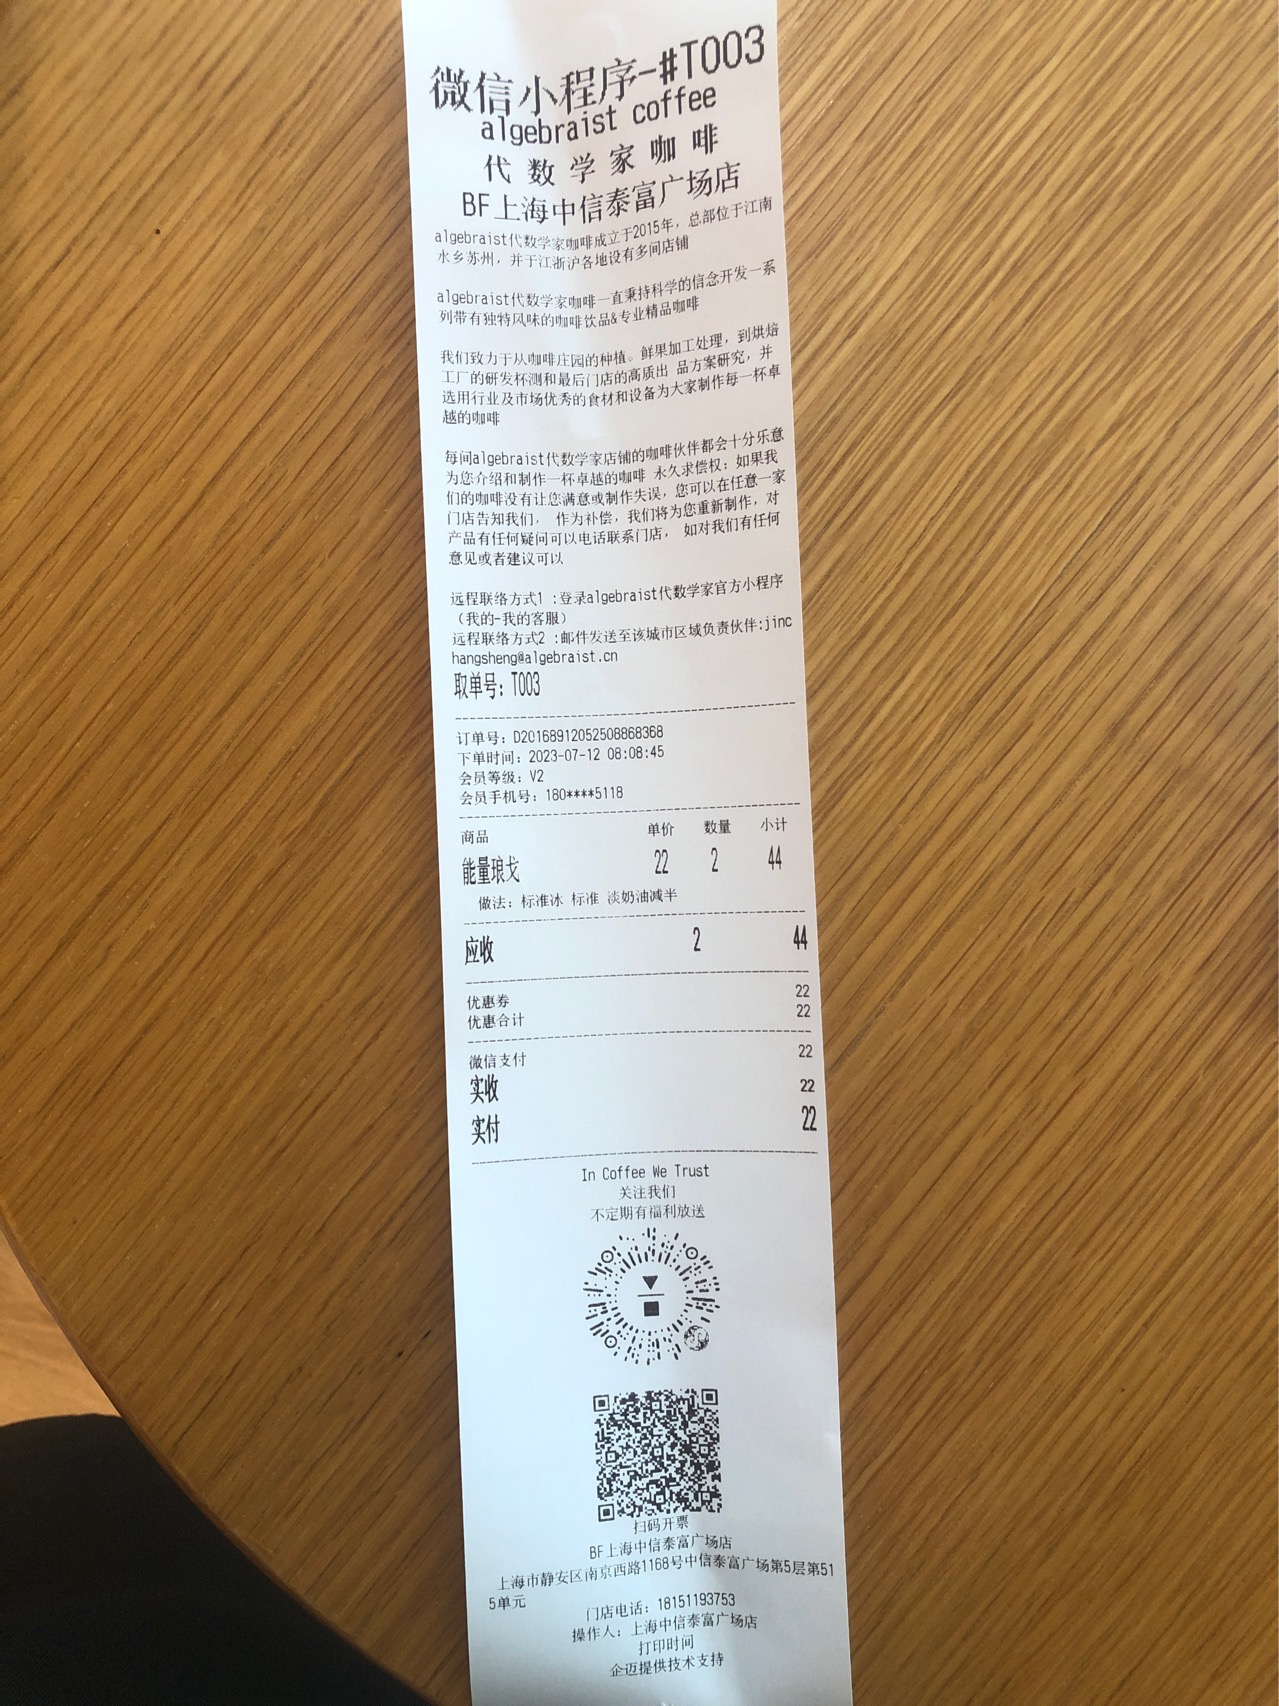 微信小程序-#T003
algebraist coffee
代数学家咖啡
BF上海中信泰富广场店
algebraist代数学家咖啡成立于2015年，总部位于江南
水乡苏州，并于江浙沪各地设有多间店铺
algebraist代数学家咖啡一直秉持科学的信念开发一系
列带有独特风味的咖啡饮品&专业精品咖啡
我们致力于从咖啡庄园的种植。鲜果加工处理，到烘焙
工厂的研发杯测和最后门店的高质出 品方案研究，并
选用行业及市场优秀的食材和设备为大家制作每一杯卓
越的咖啡
每间algebraist代数学家店铺的咖啡伙伴都会十分乐意
为您介绍和制作一杯卓越的咖啡 永久求偿权：如果我
们的咖啡没有让您满意或制作失误，您可以在任意一家
门店告知我们， 作为补偿，我们将为您重新制作，对
产品有任何疑问可以电话联系门店， 如对我们有任何
意见或者建议可以
远程联络方式1 :登录algebraist代数学家官方小程序
（我的-我的客服）
远程联络方式2 :邮件发送至该城市区域负责伙伴:jinc
hangsheng@algebraist.cn
取单号：T003
订单号：D20168912052508868368
下单时间：2023-07-12 08:08:45
会员等级：V2
会员手机号：180****5118
商品 单价 数量 小计
能量琅戈 22 2 44
做法：标准冰 标准 淡奶油减半
应收 2 44
优惠券 22
优惠合计 22
微信支付 22
实收 22
实付 22
In Coffee We Trust
关注我们
不定期有福利放送
扫码开票
BF上海中信泰富广场店
上海市静安区南京西路1168号中信泰富广场第5层第51
5单元
门店电话：18151193753
操作人：上海中信泰富广场店
打印时间
企迈提供技术支持